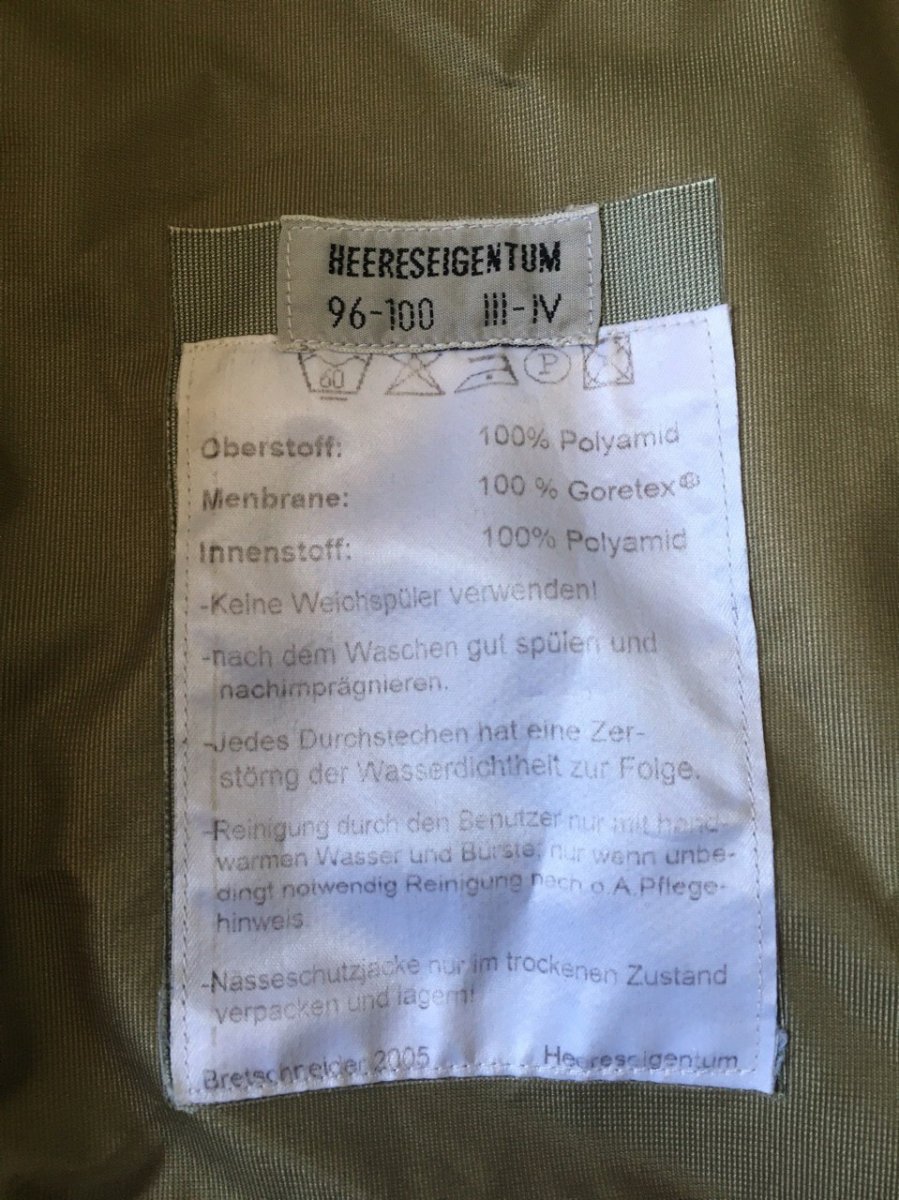 HEERESEIGENTUM
96-100 III-IV
60 P
Oberstoff: 100% Polyamid
Menbrane: 100 % Goretex®
Innenstoff: 100% Polyamid
-Keine Weichspüler verwenden!
-nach dem Waschen gut spülen und
nachimprägnieren.
-Jedes Durchstechen hat eine Zer-
störng der Wasserdichtheit zur Folge.
-Reinigung durch den Benutzer nur mit hand-
warmen Wasser und Bürste, nur wenn unbe-
dingt notwendig Reinigung nach o.A.Pflege-
hinweis.
-Nässeschutzjacke nur im trockenen Zustand
verpacken und lagern!
Bretschneider 2005 Heereseigentum